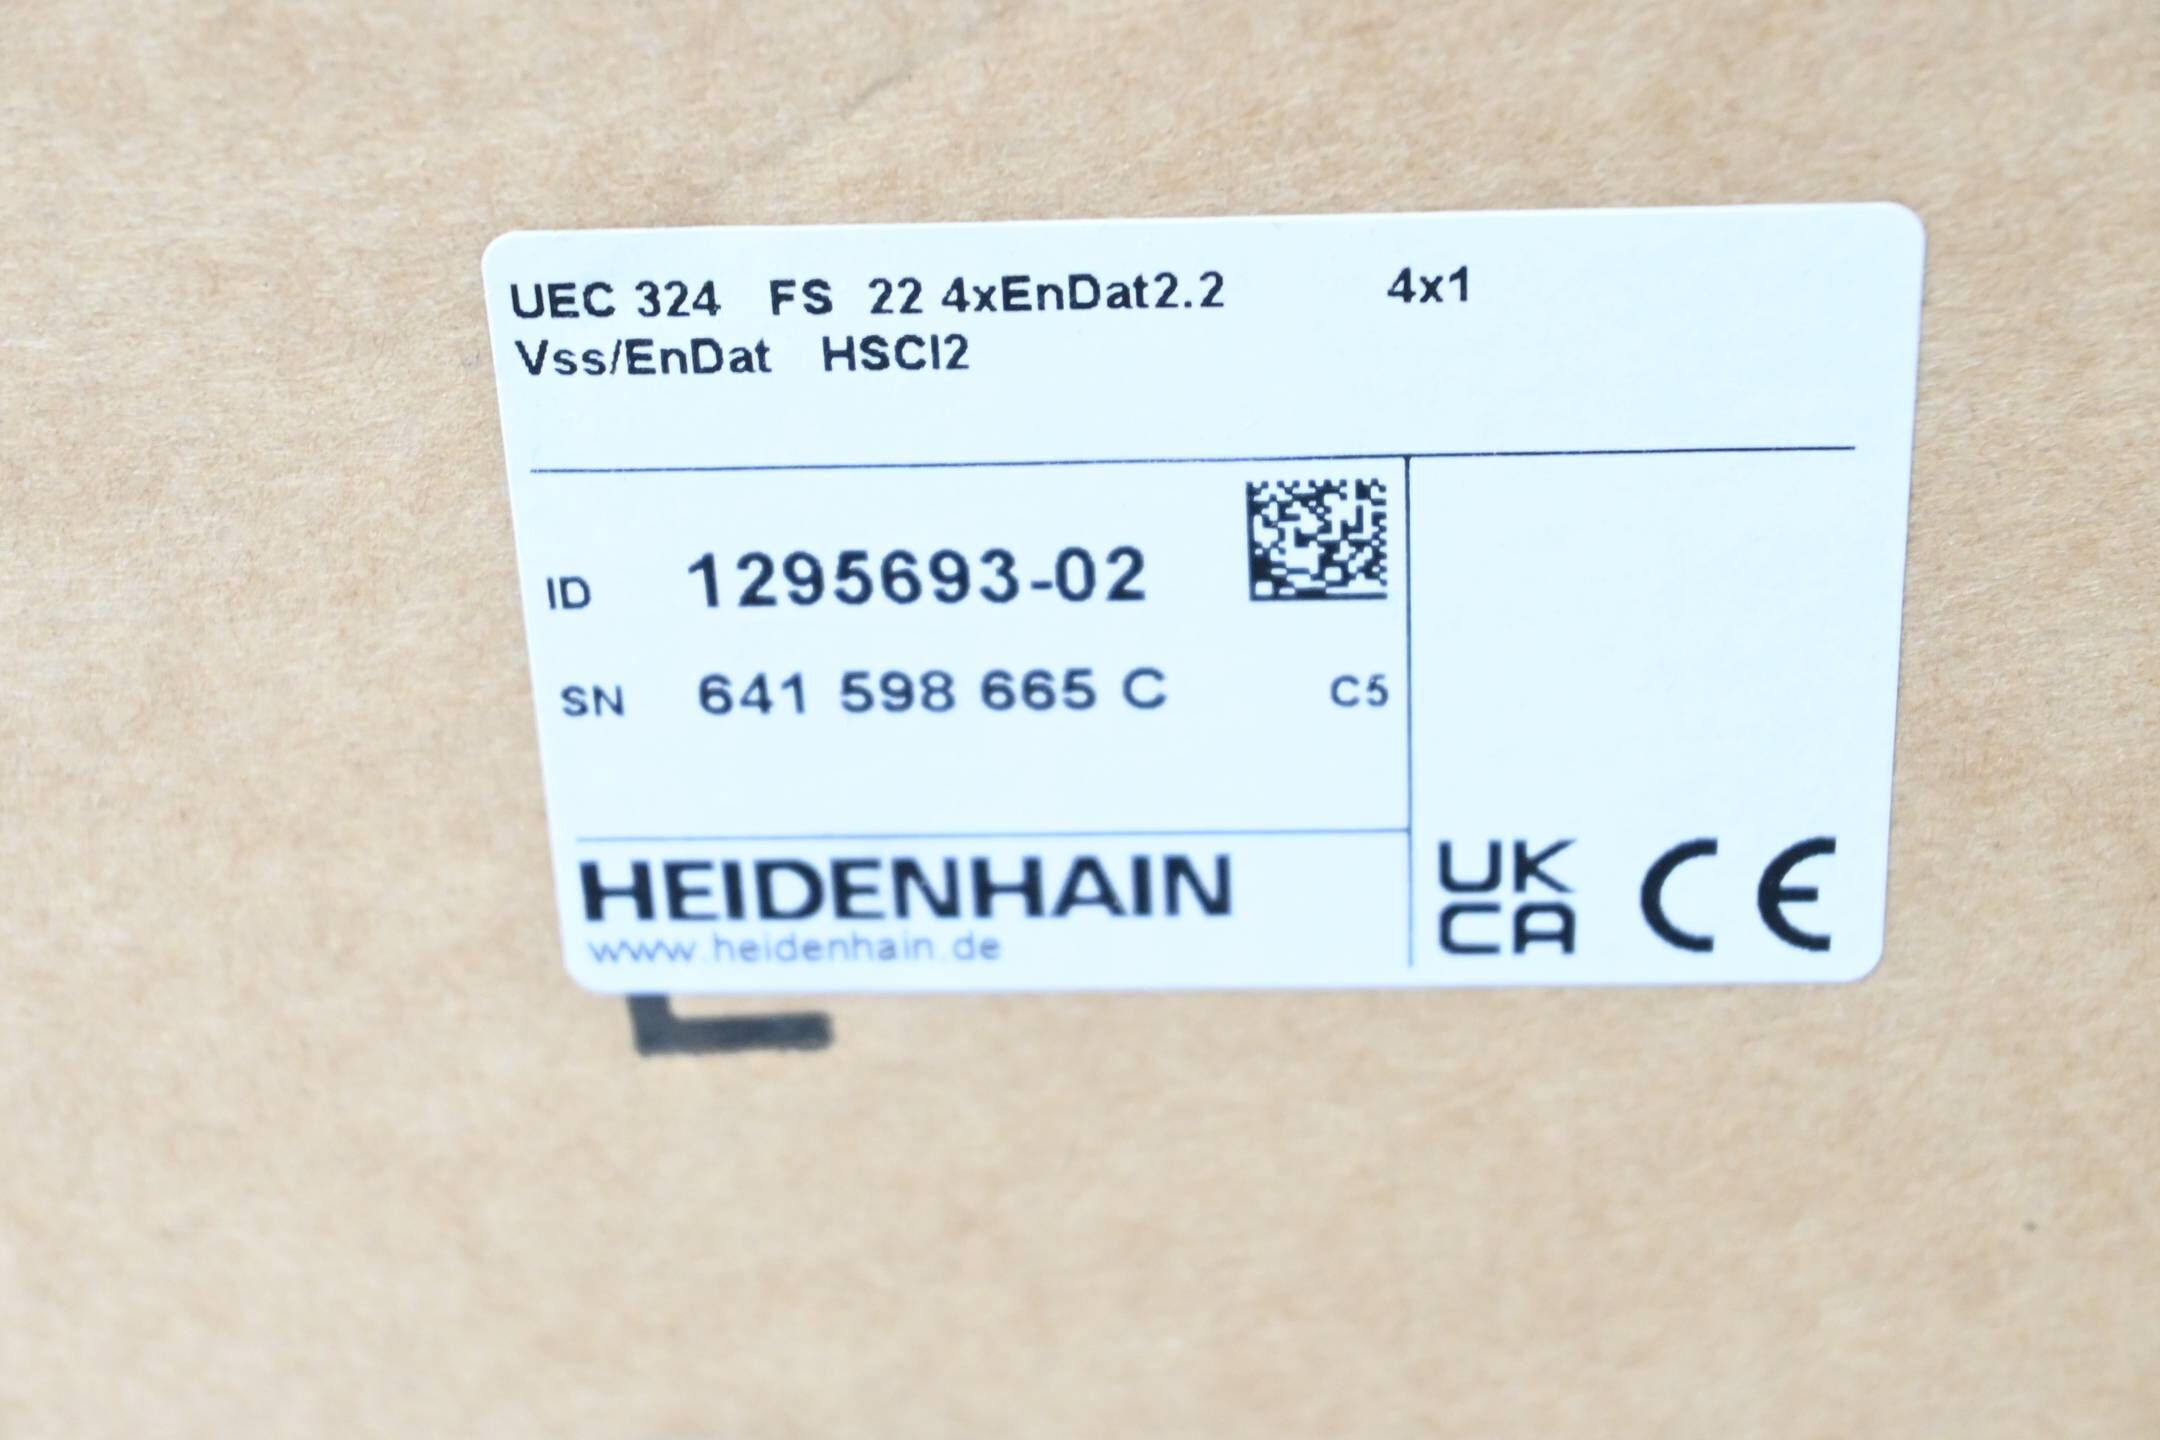 UEC 324 FS 22 4xEnDat2.2 4x1
Vss/EnDat HSCI2
ID 1295693-02
SN 641 598 665 C C5
HEIDENHAIN
www.heidenhain.de
UK
CA
CE